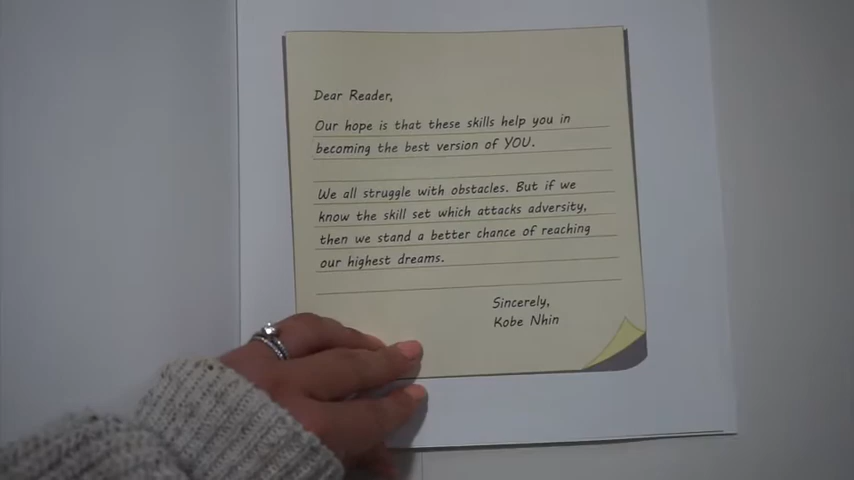 Dear Reader,
Our hope is that these skills help you in
becoming the best version of YOU.
We all struggle with obstacles. But if we
know the skill set which attacks adversity,
then we stand a better chance of reaching
our highest dreams.
Sincerely,
Kobe Nhin